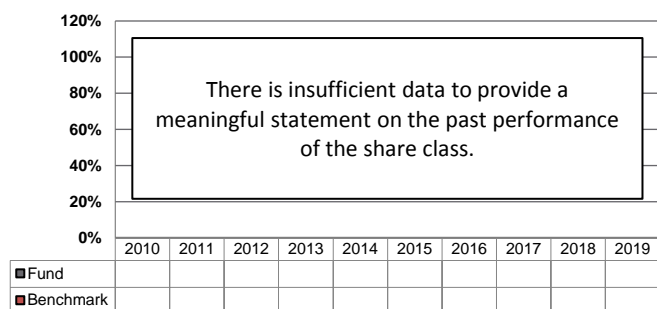 120%
100%
80%
60%
40%
20%
0%
There is insufficient data to provide a
meaningful statement on the past performance
of the share class.
2010 2011 2012 2013 2014 2015 2016 2017 2018 2019
Fund
Benchmark